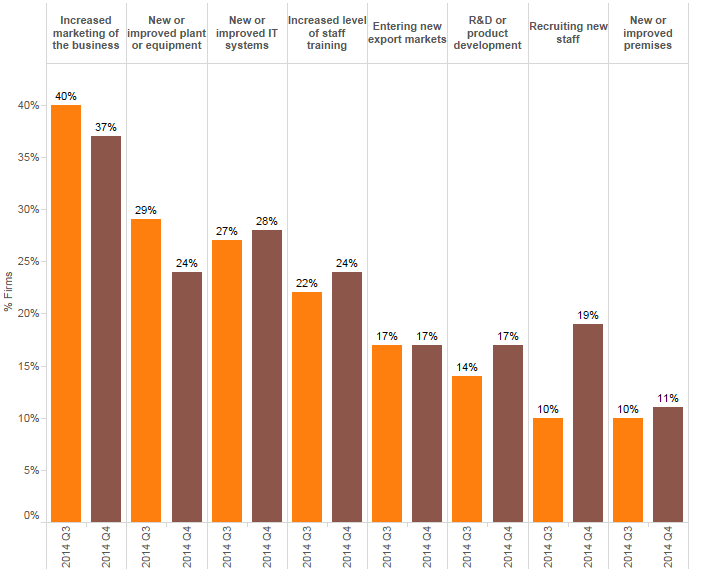 Increased
marketing of
the business
New or
improved plant
or equipment
New or
improved IT
systems
Increased level
of staff
training
Entering new
export markets
R&D or
product
development
Recruiting new
staff
New or
improved
premises
% Firms
40%
35%
30%
25%
20%
15%
10%
5%
0%
40%
37%
29%
24%
27%
28%
22%
24%
17%
17%
14%
17%
10%
19%
10%
11%
2014 Q3
2014 Q4
2014 Q3
2014 Q4
2014 Q3
2014 Q4
2014 Q3
2014 Q4
2014 Q3
2014 Q4
2014 Q3
2014 Q4
2014 Q3
2014 Q4
2014 Q3
2014 Q4